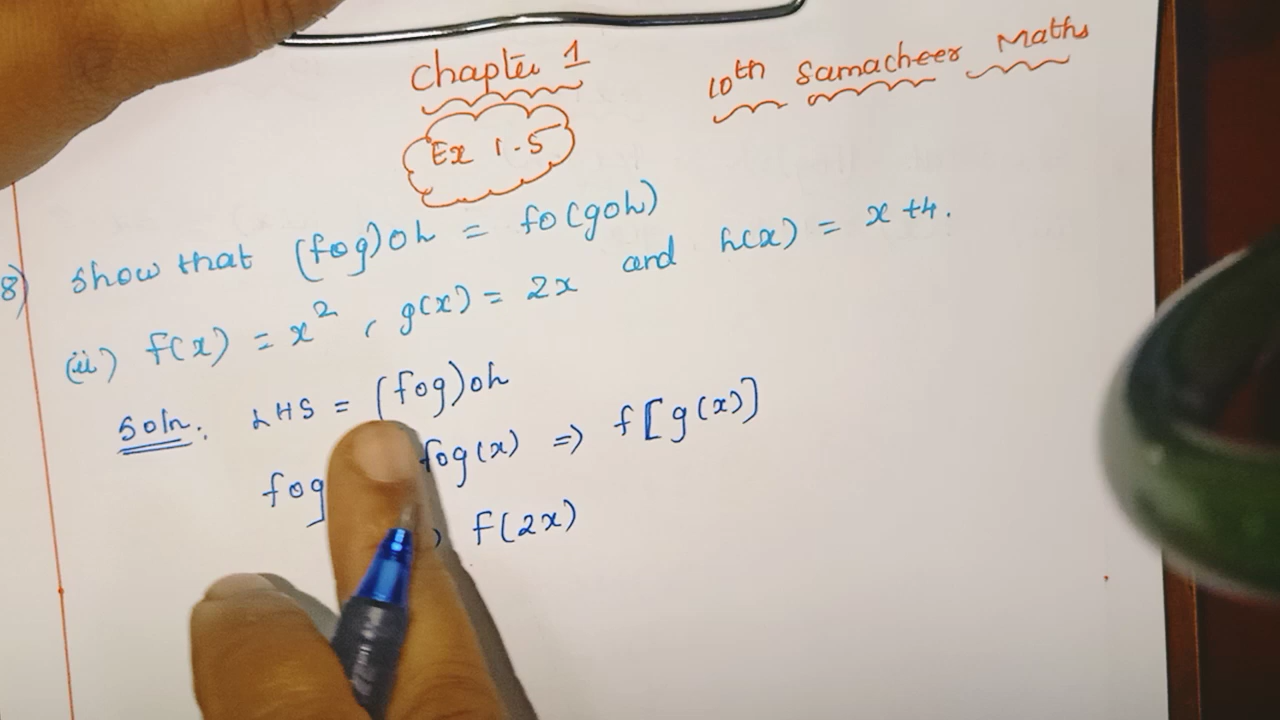 Chapter 1
10th Samacheer Maths
Ex 1.5
8) Show that (fog)oh = fo(goh)
(ii) f(x) = x², g(x) = 2x and h(x) = x+4.
Soln: LHS = (fog)oh
fog fog(x) => f[g(x)]
f(2x)